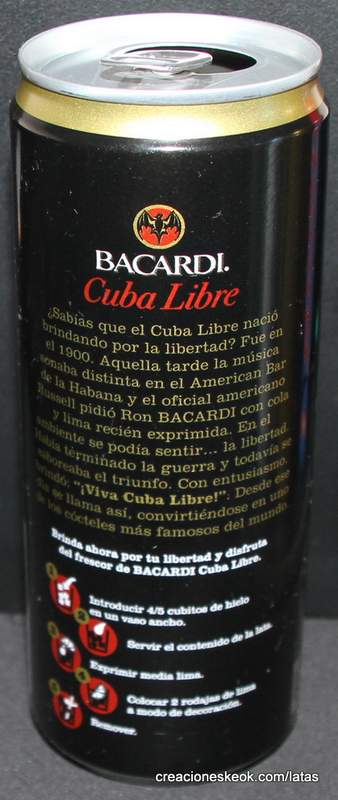 BACARDI.
Cuba Libre
¿Sabías que el Cuba Libre nació
brindando por la libertad? Fue en
el 1900. Aquella tarde la música
sonaba distinta en el American Bar
de la Habana y el oficial americano
Russell pidió Ron BACARDI con cola
y lima recién exprimida. En el
ambiente se podía sentir... la libertad.
Había terminado la guerra y todavía se
saboreaba el triunfo. Con entusiasmo,
brindó: "¡Viva Cuba Libre!". Desde ese
día se llama así, convirtiéndose en uno
de los cócteles más famosos del mundo.
Brinda ahora por tu libertad y disfruta
del frescor de BACARDI Cuba Libre.
1
Introducir 4/5 cubitos de hielo
en un vaso ancho.
2
Servir el contenido de la lata.
3
Exprimir media lima.
4
Colocar 2 rodajas de lima
a modo de decoración.
5
Remover.
creacioneskeok.com/latas